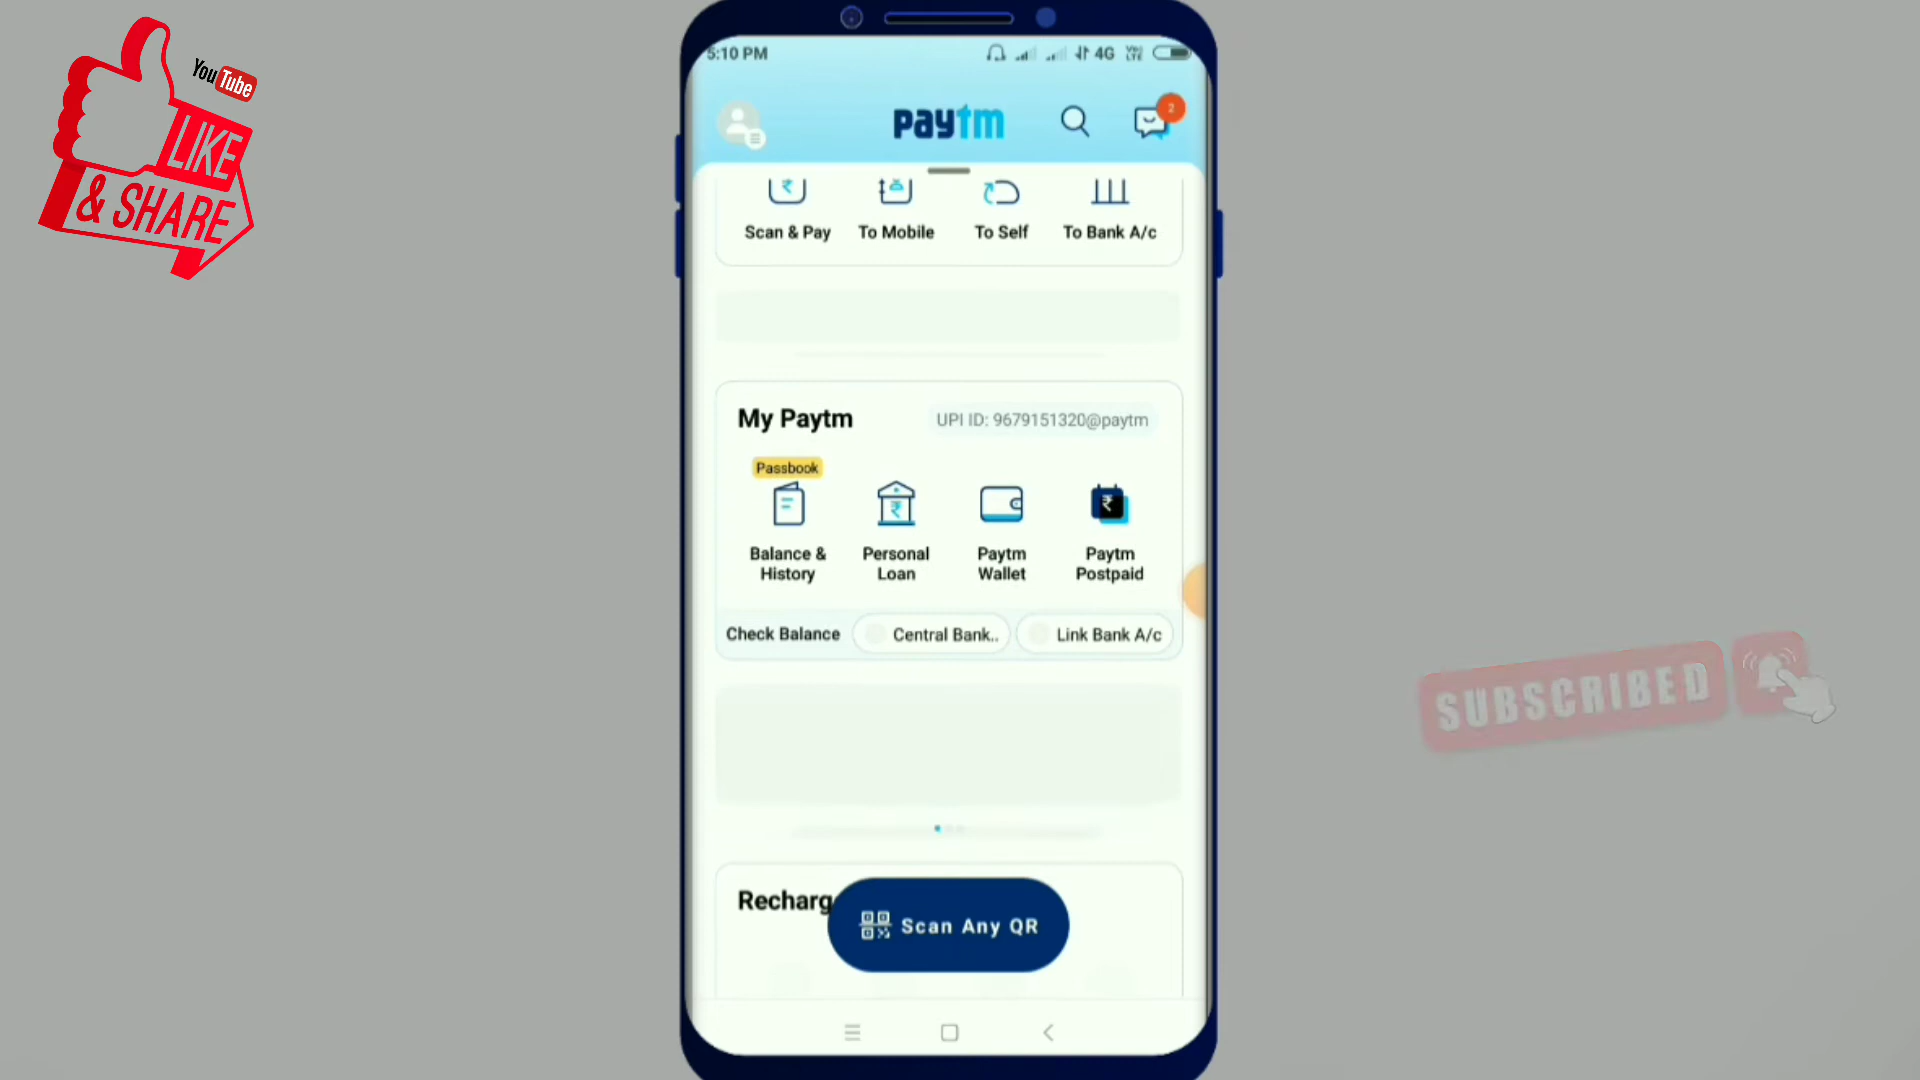 You Tube
LIKE
& SHARE
5:10 PM
4G
Vo)
LTE
paytm
2
Scan & Pay
To Mobile
To Self
To Bank A/c
My Paytm
UPI ID: 9679151320@paytm
Passbook
Balance &
History
Personal
Loan
Paytm
Wallet
Paytm
Postpaid
Check Balance
Central Bank..
Link Bank A/c
SUBSCRIBED
Recharg
Scan Any QR